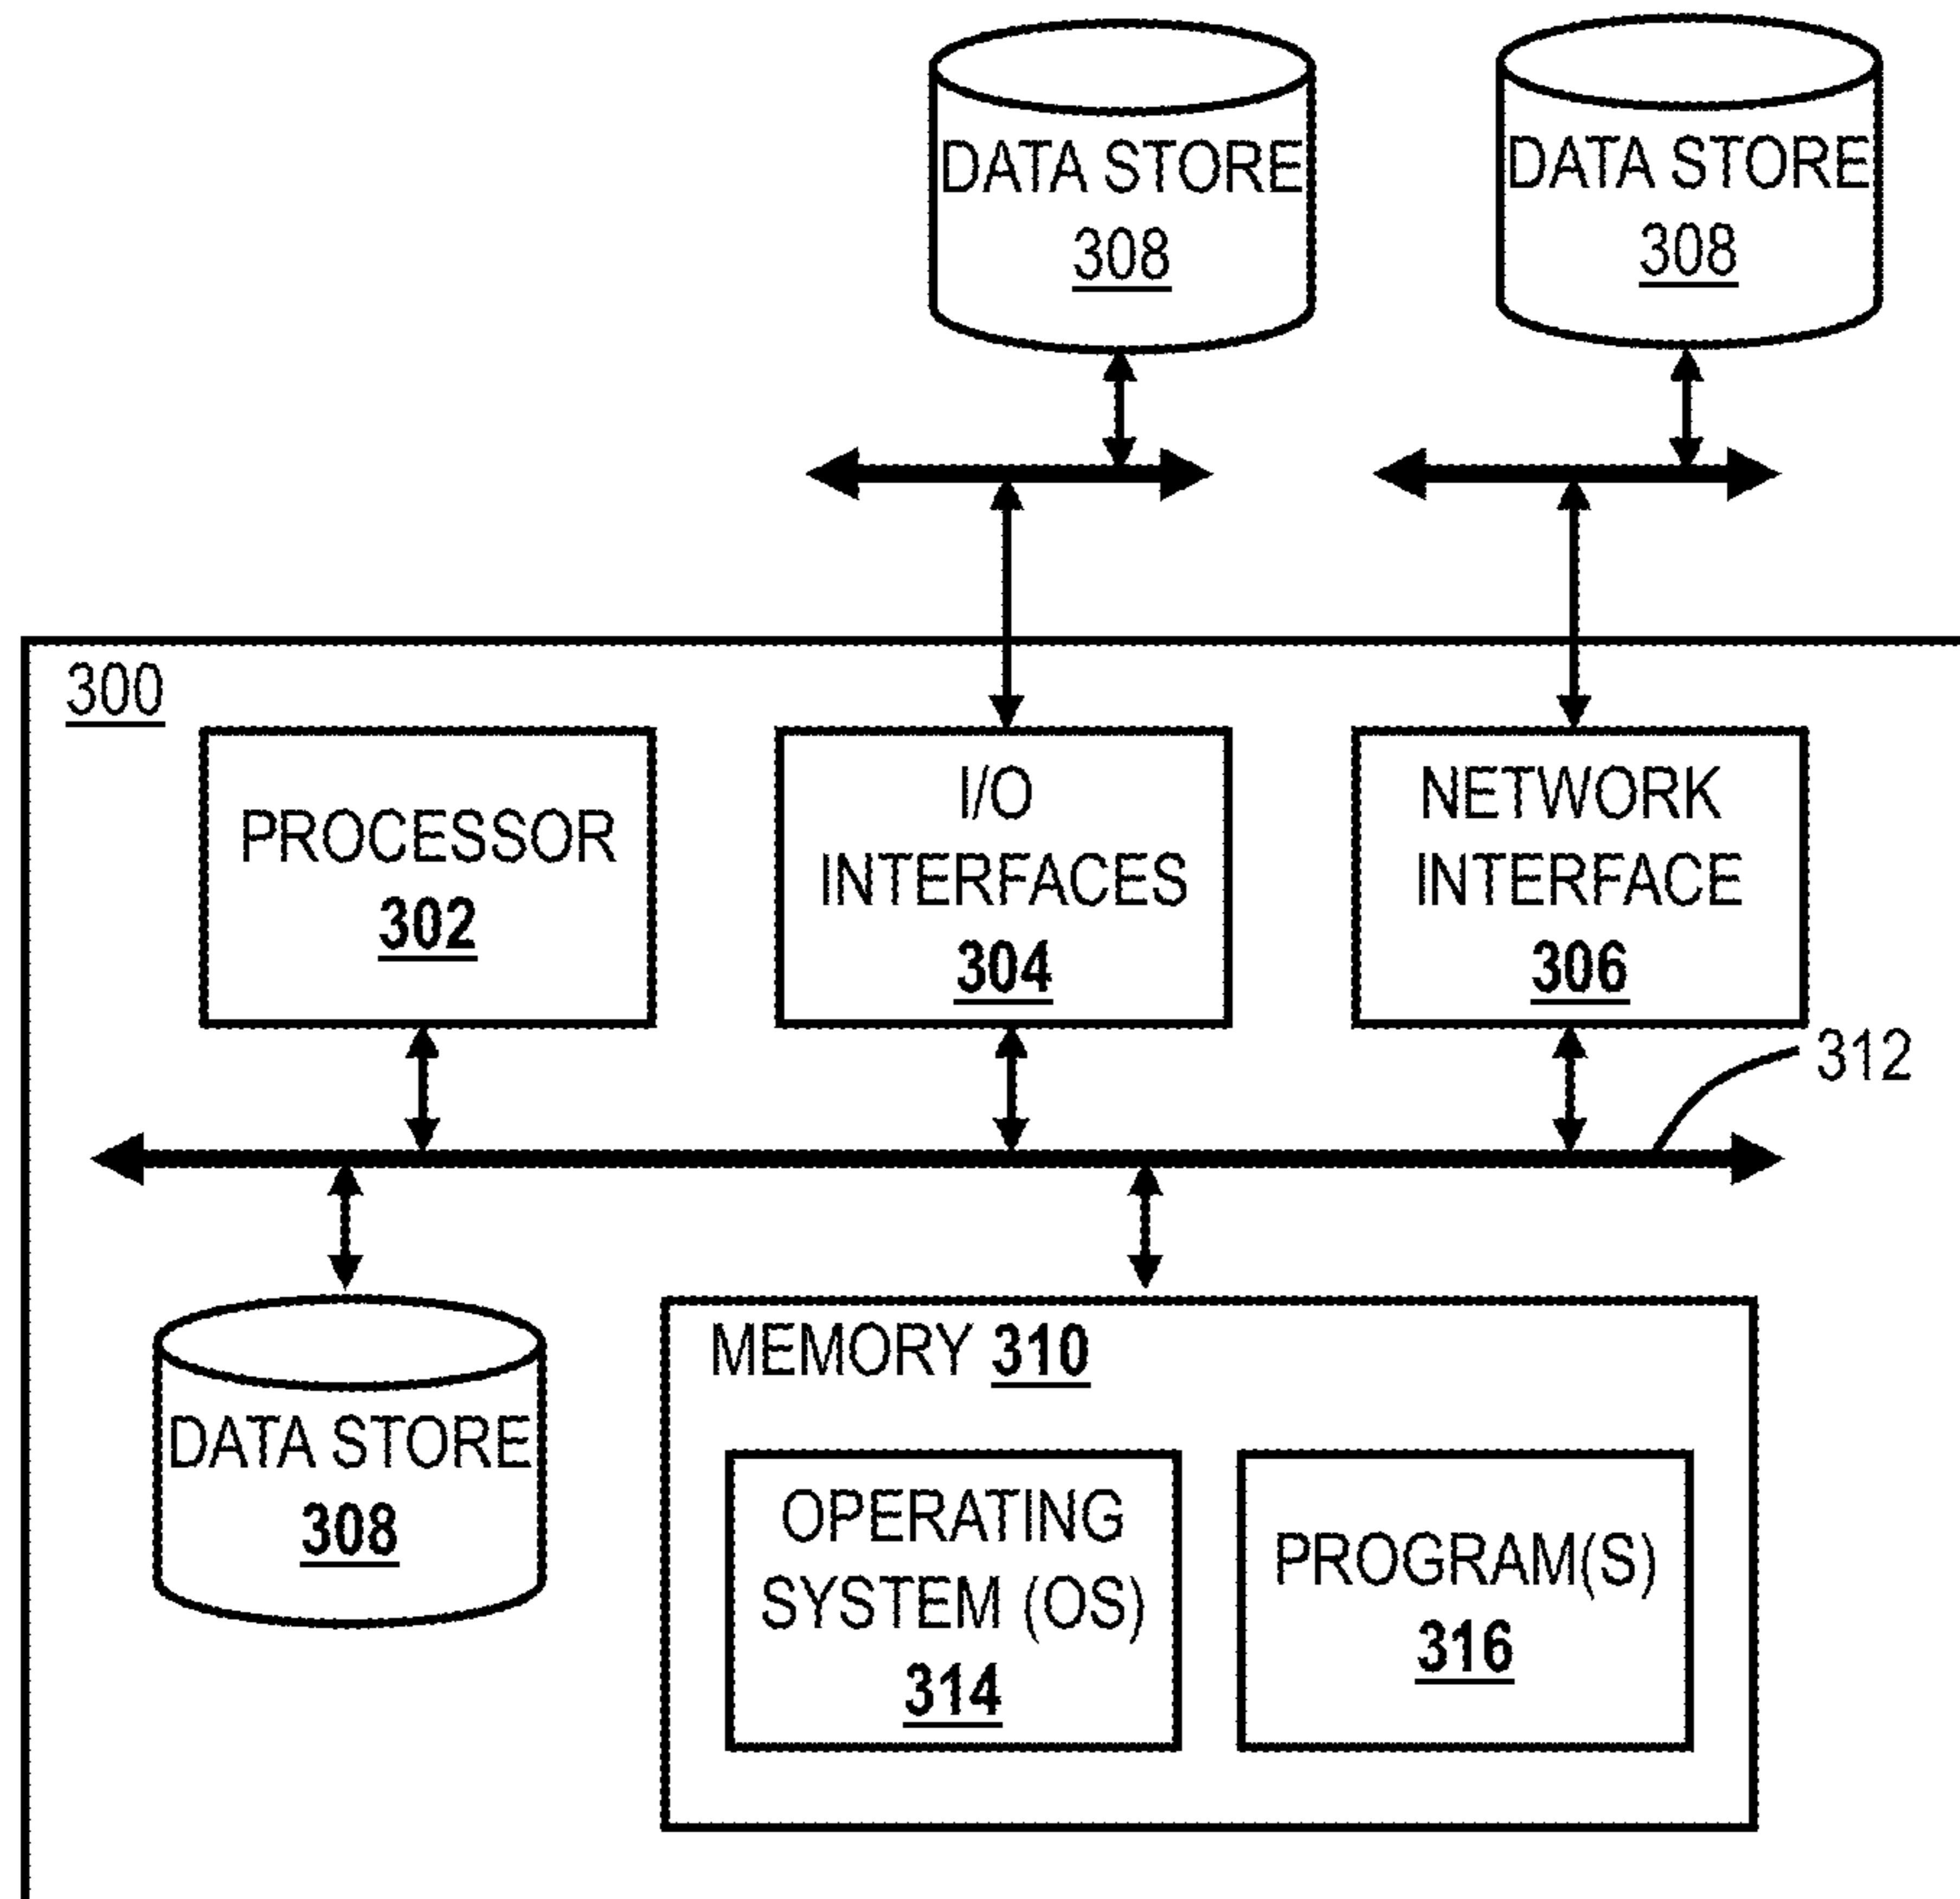 DATA STORE
308
DATA STORE
308
300
PROCESSOR
302
I/O
INTERFACES
304
NETWORK
INTERFACE
306
312
DATA STORE
308
MEMORY 310
OPERATING
SYSTEM (OS)
314
PROGRAM(S)
316